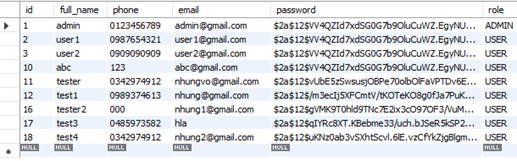 id full_name phone email password role
1 admin 0123456789 admin@gmail.com $2a$12$VV4QZId7xdSG0G7b9OluCuWZ.EgyNU... ADMIN
2 user1 0987654321 user1@gmail.com $2a$12$VV4QZId7xdSG0G7b9OluCuWZ.EgyNU... USER
3 user2 0909090909 user2@gmail.com $2a$12$VV4QZId7xdSG0G7b9OluCuWZ.EgyNU... USER
10 abc 123 abc@gmail.com $2a$12$VV4QZId7xdSG0G7b9OluCuWZ.EgyNU... USER
11 tester 0342974912 nhungvo@gmail.com $2a$12$vUbE5zSwsusjOBPe70olbOlFaVPTDv6E... USER
12 test1 0989374613 nhung@gmail.com $2a$12$/m3ecIj5XFCmtV/tKOTeKO8g0fJa7PuK... USER
16 tester2 000 nhung1@gmail.com $2a$12$gVMK9T0hld9TNc7E2ix3cO97OF3/VuM... USER
17 test3 0485973582 hla $2a$12$qIYRc8XT.KBebme33/uch.bJSeR5kSP2... USER
18 test4 0342974912 nhung2@gmail.com $2a$12$uKNz0ab3vSXhtScvl.6lE.vzCfYkZjgBlgm... USER
NULL NULL NULL NULL NULL NULL